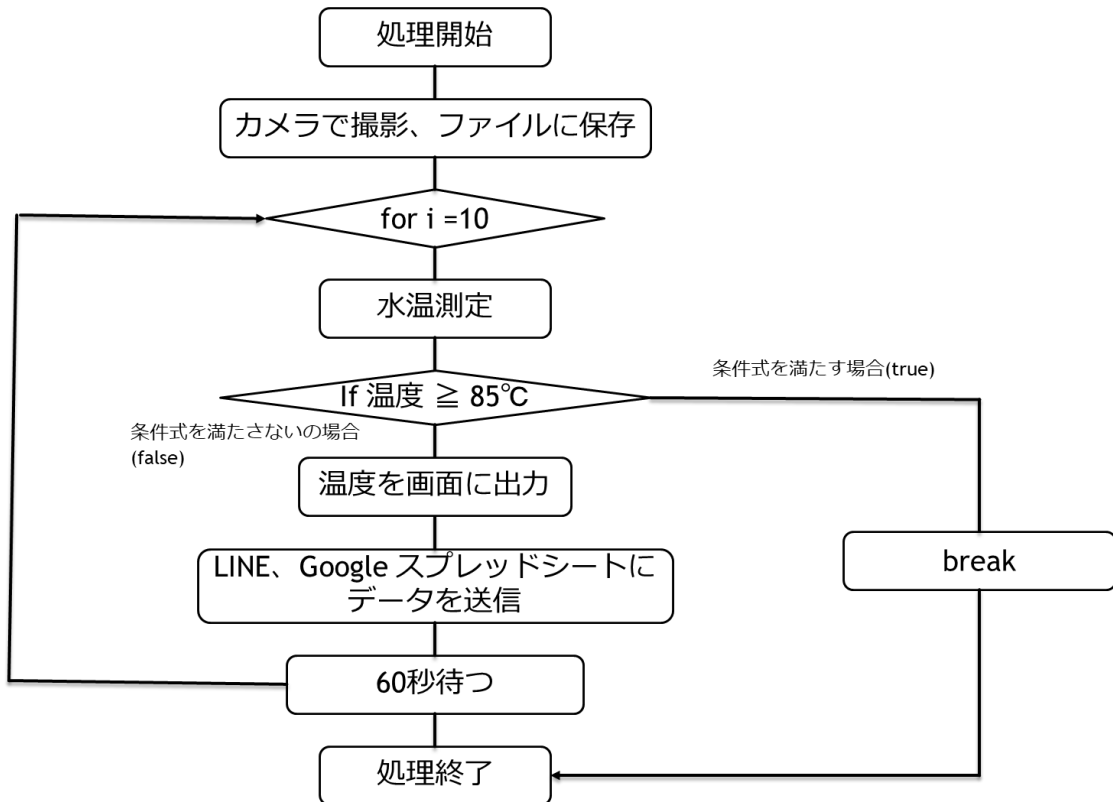 処理開始
カメラで撮影、ファイルに保存
for i =10
水温測定
条件式を満たす場合(true)
If 温度 ≧ 85℃
条件式を満たさないの場合
(false)
温度を画面に出力
LINE、Google スプレッドシートに
データを送信
break
60秒待つ
処理終了